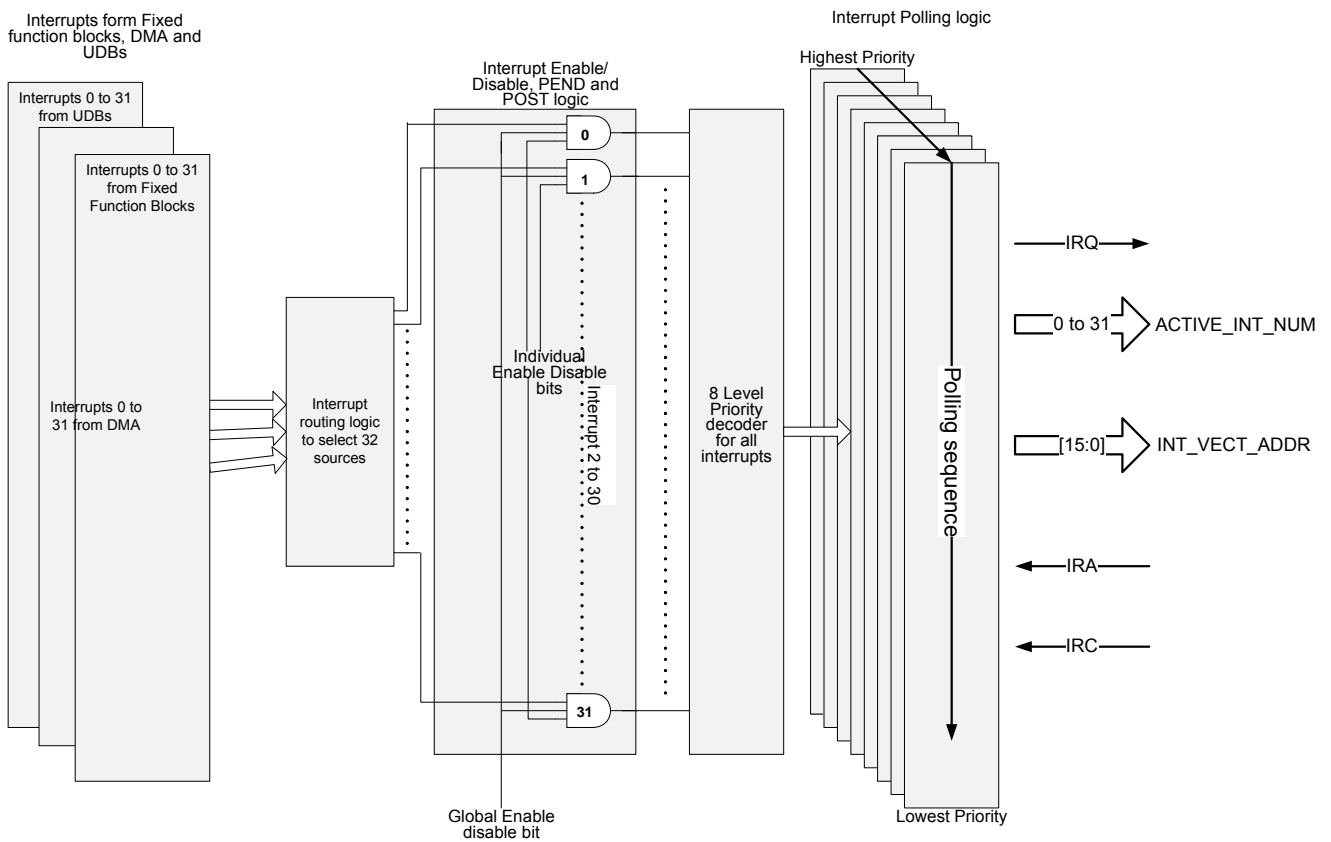 Interrupts form Fixed
function blocks, DMA and
UDBs
Interrupts 0 to 31
from UDBs
Interrupts 0 to 31
from Fixed
Function Blocks
Interrupts 0 to
31 from DMA
Interrupt
routing logic
to select 32
sources
Interrupt Enable/
Disable, PEND and
POST logic
0
1
Individual
Enable Disable
bits
Interrupt 2 to 30
31
Global Enable
disable bit
8 Level
Priority
decoder
for all
interrupts
Interrupt Polling logic
Highest Priority
Polling sequence
Lowest Priority
IRQ
0 to 31 ACTIVE_INT_NUM
[15:0] INT_VECT_ADDR
IRA
IRC